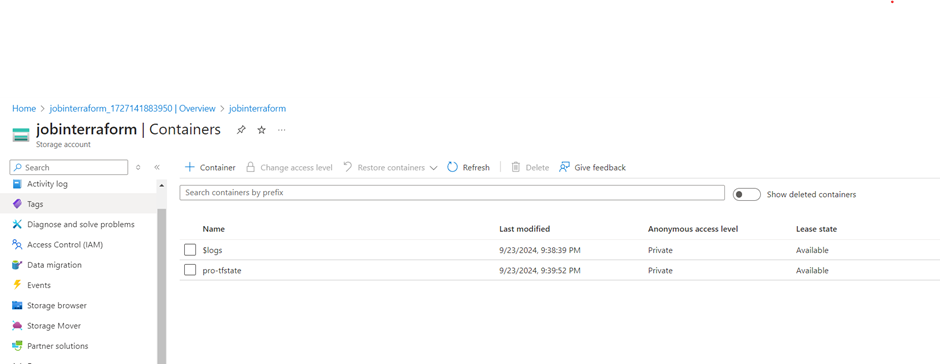 Home > jobinterraform_1727141883950 | Overview > jobinterraform
jobinterraform | Containers ...
Storage account
Search
+ Container Change access level Restore containers Refresh Delete Give feedback
Search containers by prefix
Show deleted containers
Activity log
Tags
Diagnose and solve problems
Access Control (IAM)
Data migration
Events
Storage browser
Storage Mover
Partner solutions
Name Last modified Anonymous access level Lease state
$logs 9/23/2024, 9:38:39 PM Private Available
pro-tfstate 9/23/2024, 9:39:52 PM Private Available